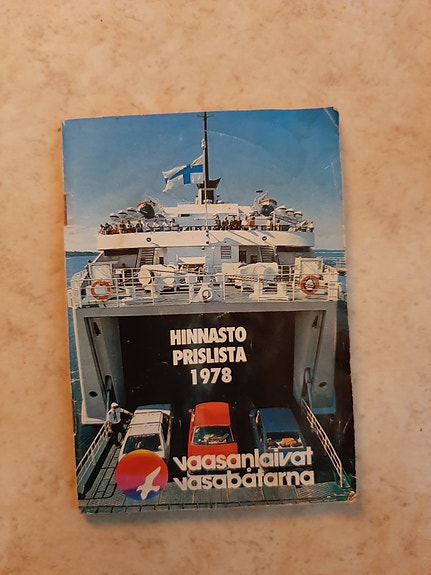 HINNASTO
PRISLISTA
1978
vaasanlaivat
vasabåtarna